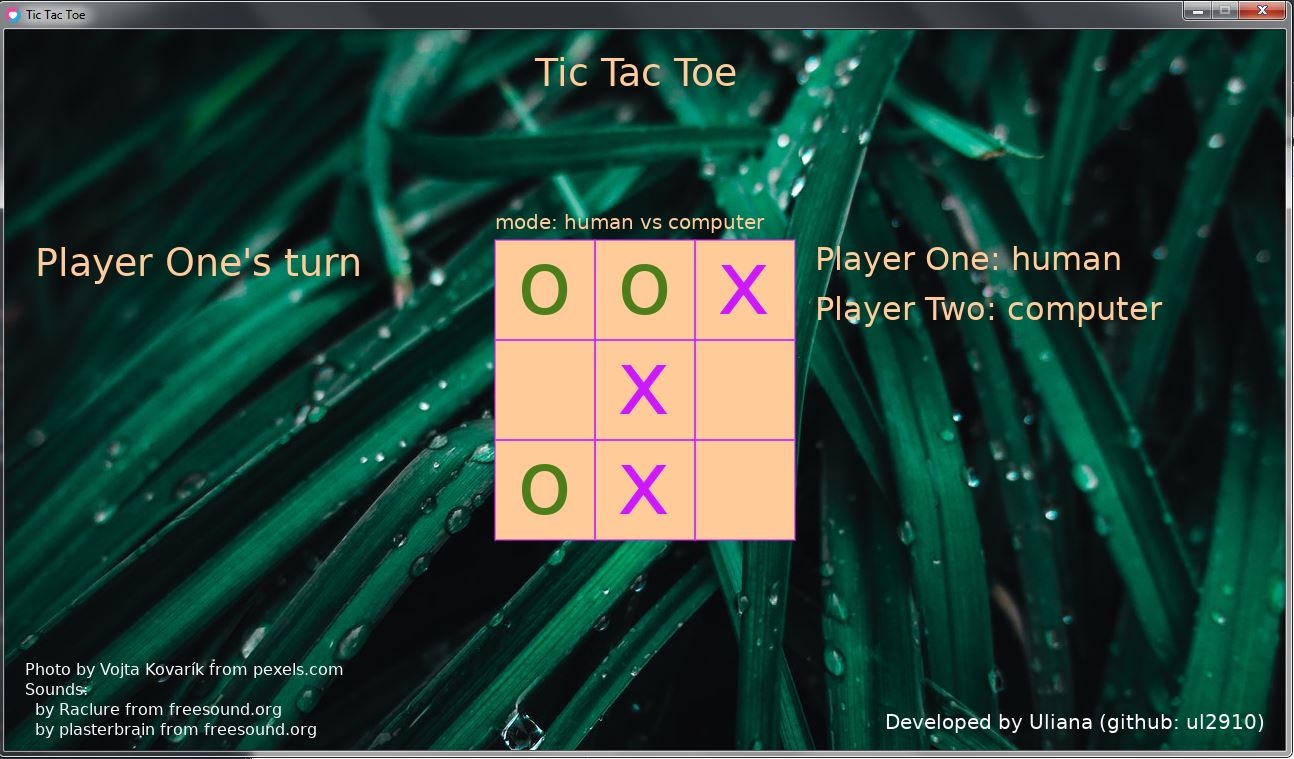 Tic Tac Toe
Tic Tac Toe
mode: human vs computer
Player One's turn
Player One: human
Player Two: computer
O O X
X
O X
Photo by Vojta Kovařík from pexels.com
Sounds:
by Raclure from freesound.org
by plasterbrain from freesound.org
Developed by Uliana (github: ul2910)